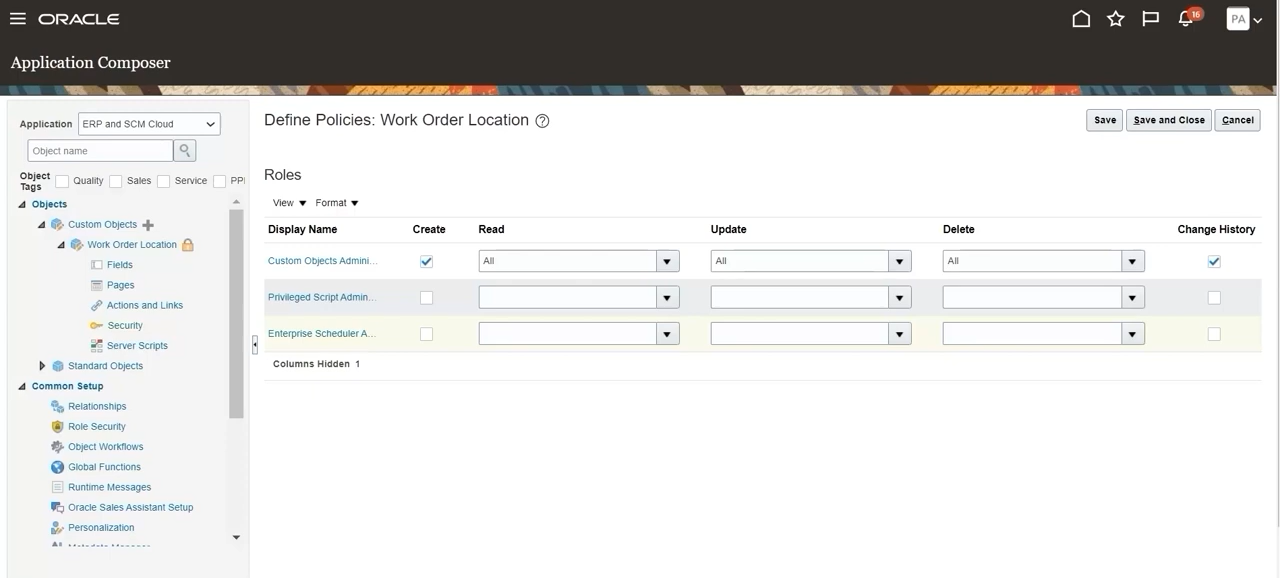 ORACLE
16
PA
Application Composer
Application ERP and SCM Cloud
Object name
Object Tags Quality Sales Service PPI
Objects
Custom Objects
Work Order Location
Fields
Pages
Actions and Links
Security
Server Scripts
Standard Objects
Common Setup
Relationships
Role Security
Object Workflows
Global Functions
Runtime Messages
Oracle Sales Assistant Setup
Personalization
Define Policies: Work Order Location ?
Save Save and Close Cancel
Roles
View Format
Display Name Create Read Update Delete Change History
Custom Objects Admini... All All All
Privileged Script Admin...
Enterprise Scheduler A...
Columns Hidden 1